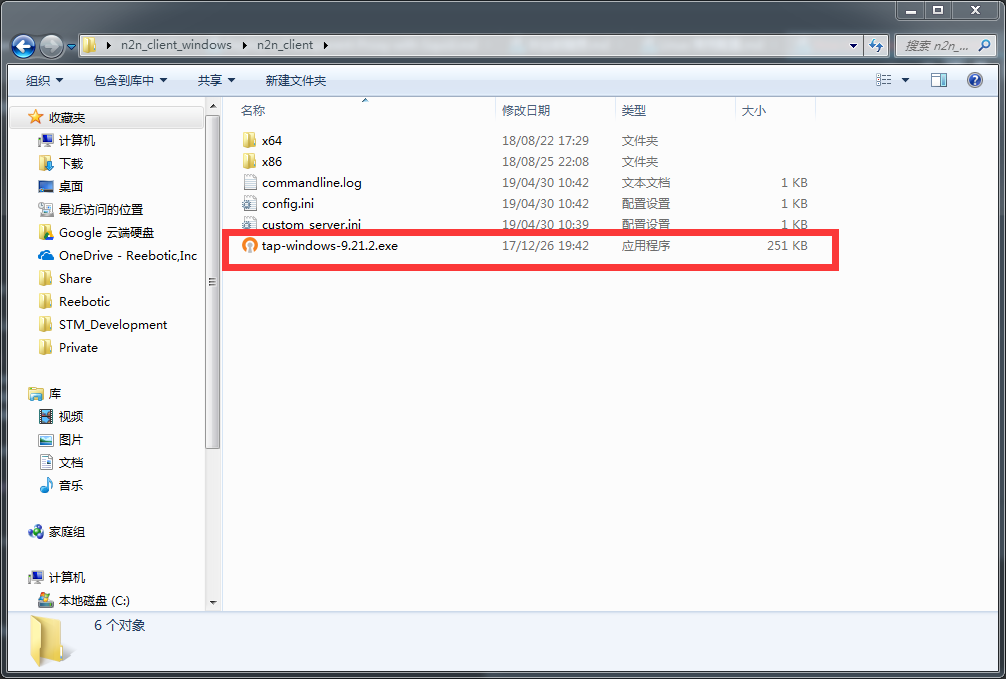 n2n_client_windows n2n_client
搜索 n2n_...
组织 包含到库中 共享 新建文件夹
名称 修改日期 类型 大小
x64 18/08/22 17:29 文件夹
x86 18/08/25 22:08 文件夹
commandline.log 19/04/30 10:42 文本文档 1 KB
config.ini 19/04/30 10:42 配置设置 1 KB
custom_server.ini 19/04/30 10:39 配置设置 1 KB
tap-windows-9.21.2.exe 17/12/26 19:42 应用程序 251 KB
收藏夹
计算机
下载
桌面
最近访问的位置
Google 云端硬盘
OneDrive - Reebotic,Inc
Share
Reebotic
STM_Development
Private
库
视频
图片
文档
音乐
家庭组
计算机
本地磁盘 (C:)
6 个对象